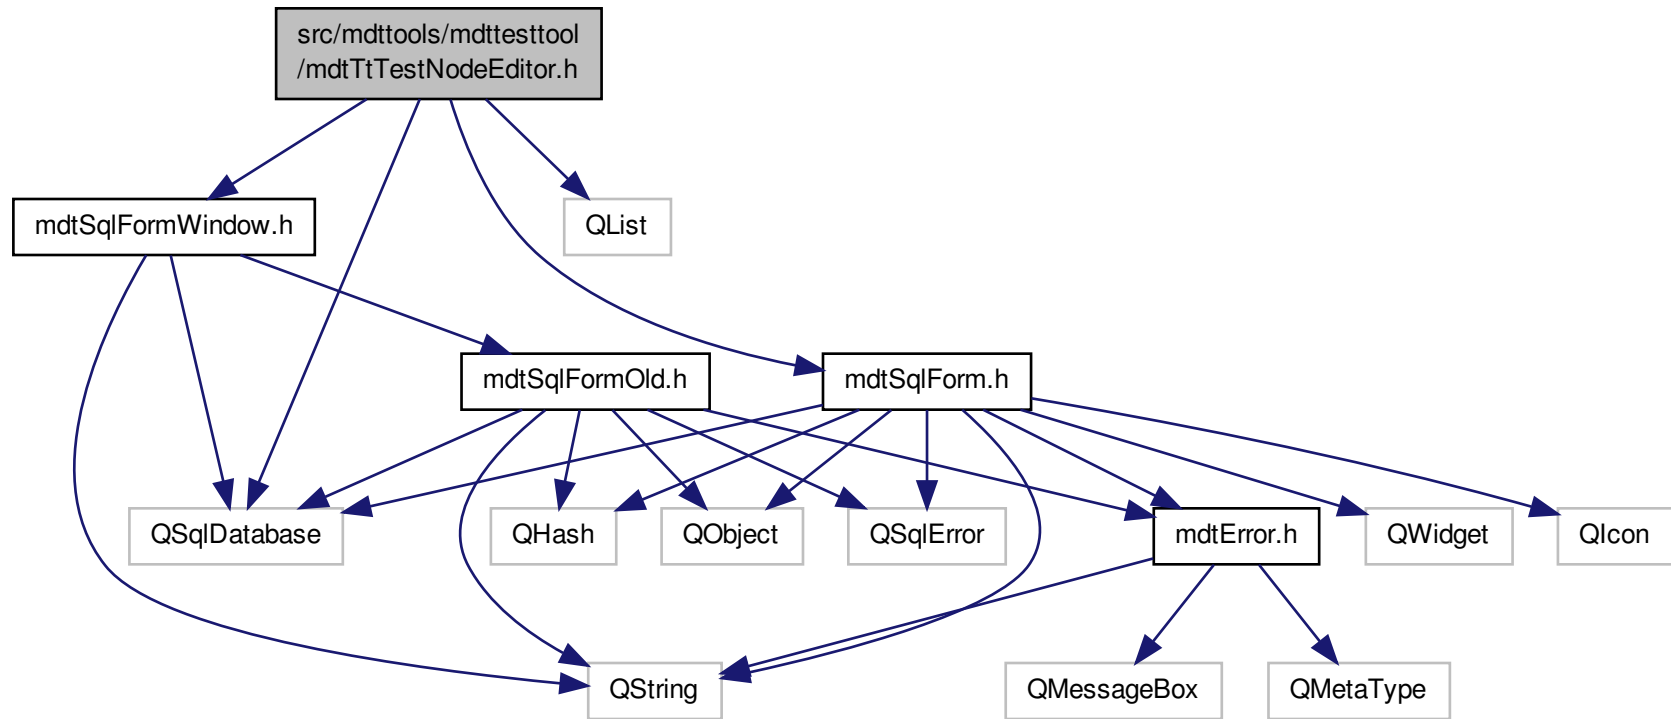 src/mdttools/mdttesttool
/mdtTtTestNodeEditor.h
mdtSqlFormWindow.h
QList
mdtSqlFormOld.h
mdtSqlForm.h
QSqlDatabase
QHash
QObject
QSqlError
mdtError.h
QWidget
QIcon
QString
QMessageBox
QMetaType